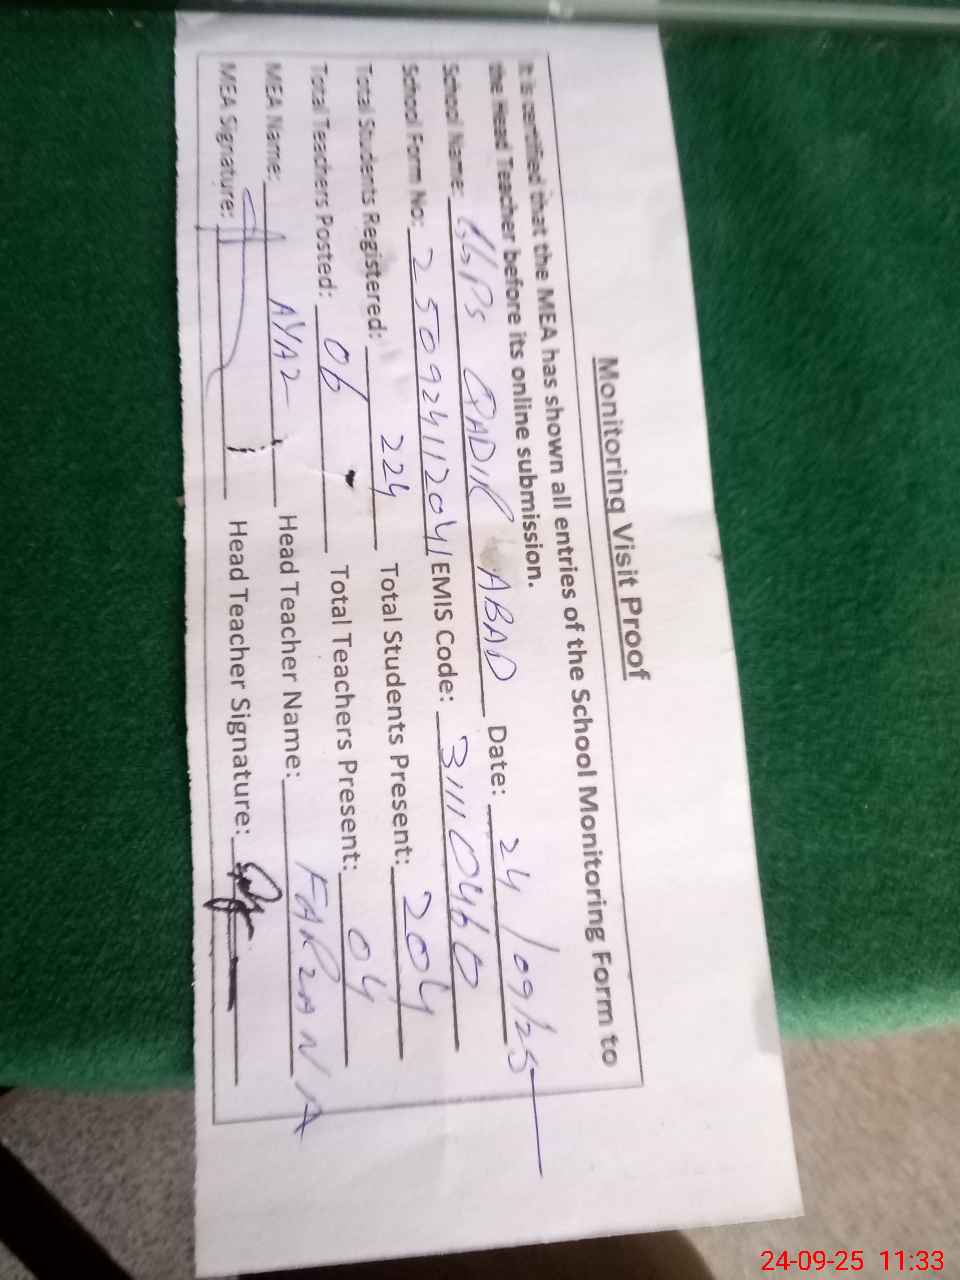 Monitoring Visit Proof
It is certified that the MEA has shown all entries of the School Monitoring Form to
the Head Teacher before its online submission.
School Name: GGPS QADIR ABAD Date: 24/09/25
School Form No: 250924112041 EMIS Code: 31110460
Total Students Registered: 224 Total Students Present: 204
Total Teachers Posted: 06 Total Teachers Present: 04
MEA Name: AYAZ Head Teacher Name: FARZANA
MEA Signature: Head Teacher Signature:
24-09-25 11:33